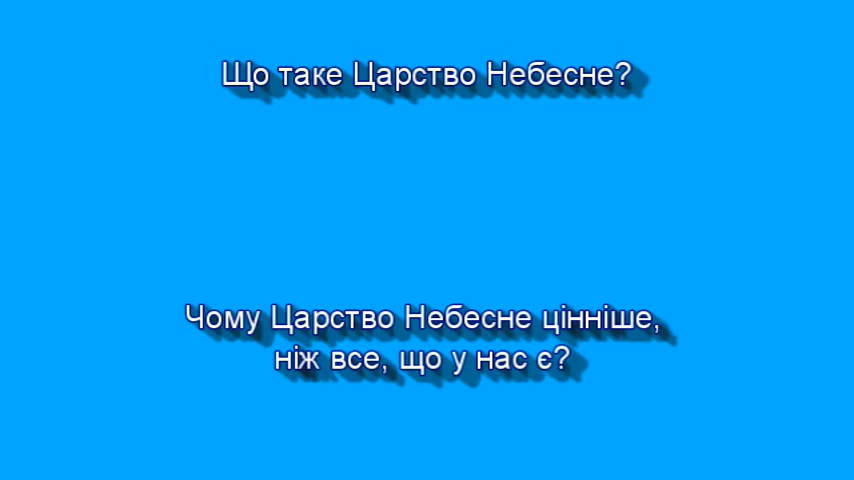 Що таке Царство Небесне?
Чому Царство Небесне цінніше,
ніж все, що у нас є?